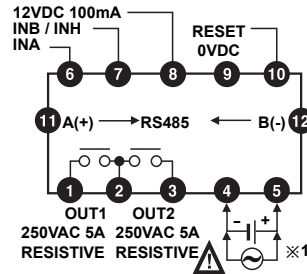 12VDC 100mA
INB / INH
INA
RESET
0VDC
6 7 8 9 10
11 A(+) RS485 B(-) 12
1 2 3 4 5
OUT1 OUT2
250VAC 5A 250VAC 5A
RESISTIVE RESISTIVE
- +
! ※1